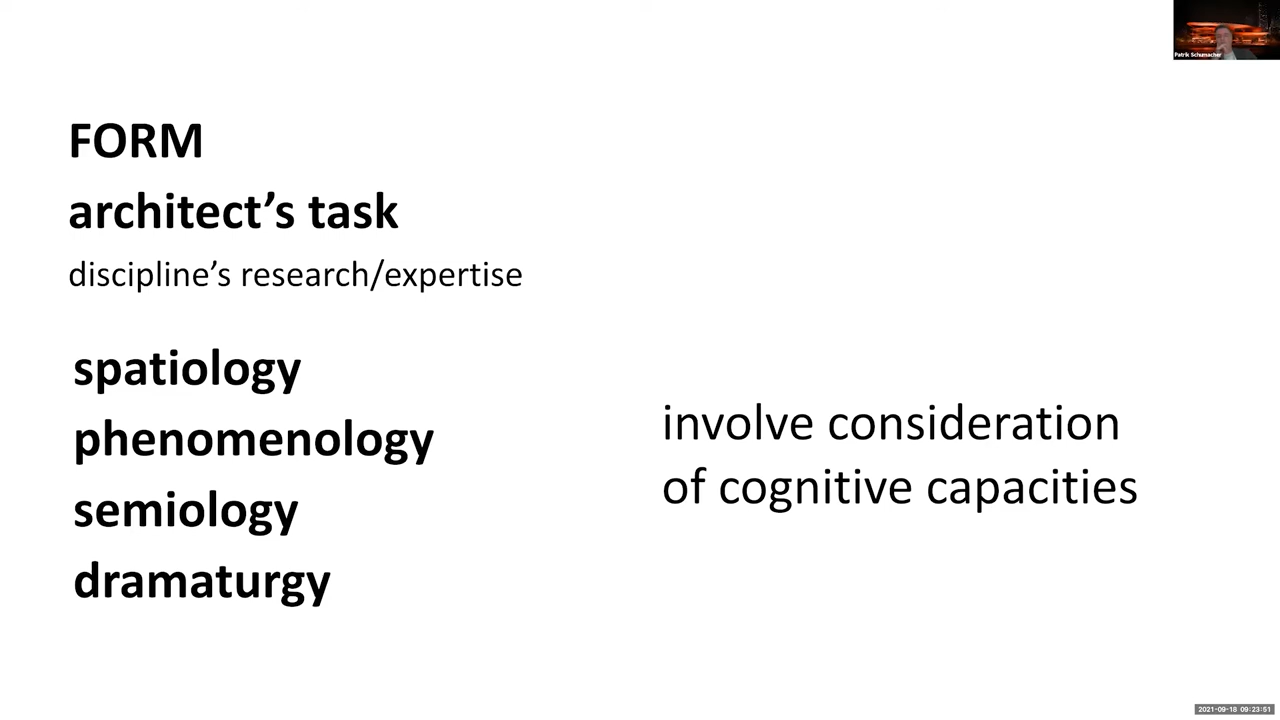 Patrik Schumacher
FORM
architect’s task
discipline’s research/expertise
spatiology
phenomenology
semiology
dramaturgy
involve consideration
of cognitive capacities
2021-09-18 09:23:51